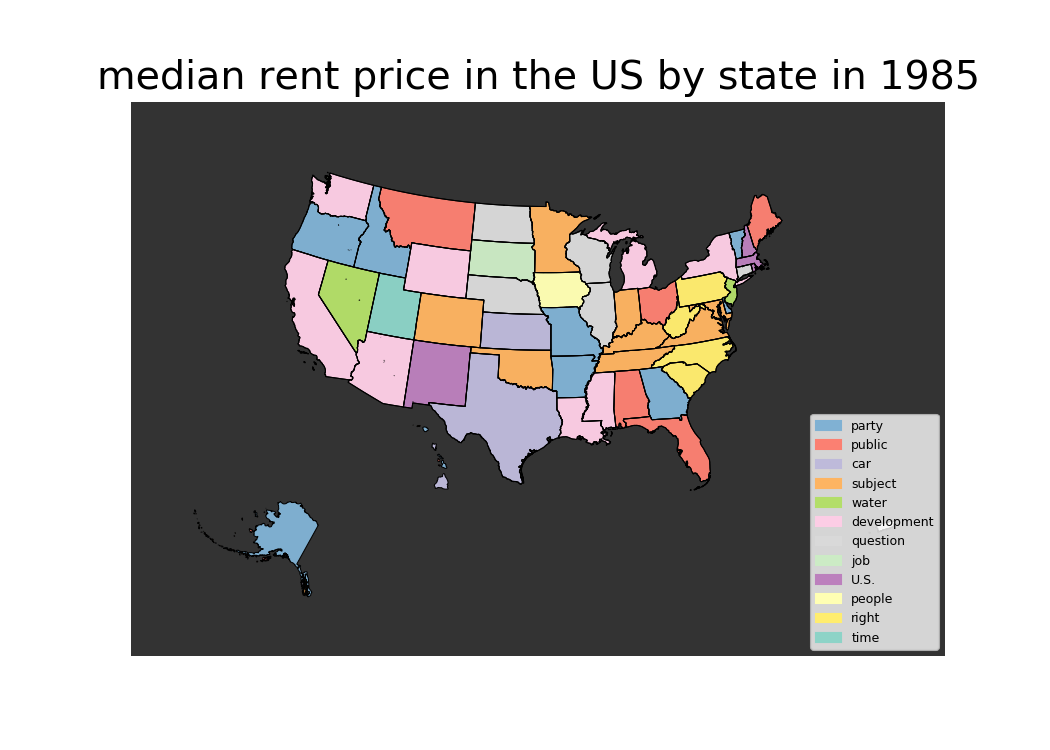 median rent price in the US by state in 1985
party
public
car
subject
water
development
question
job
U.S.
people
right
time